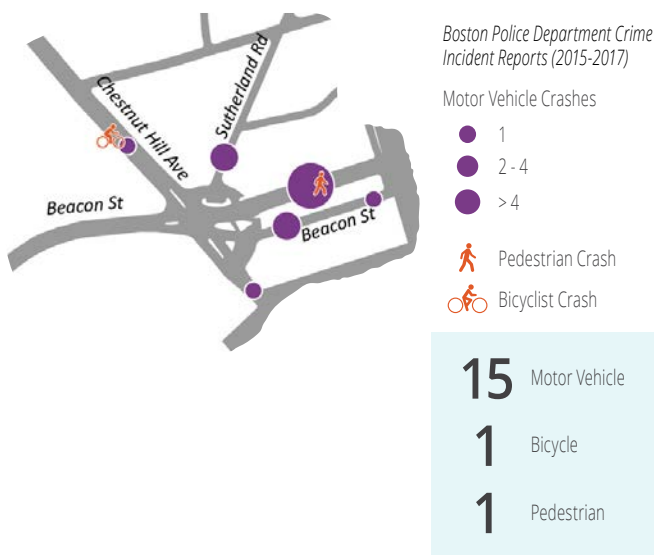 Boston Police Department Crime
Incident Reports (2015-2017)
Motor Vehicle Crashes
1
2 - 4
> 4
Pedestrian Crash
Bicyclist Crash
15 Motor Vehicle
1 Bicycle
1 Pedestrian
Chestnut Hill Ave
Sutherland Rd
Beacon St
Beacon St